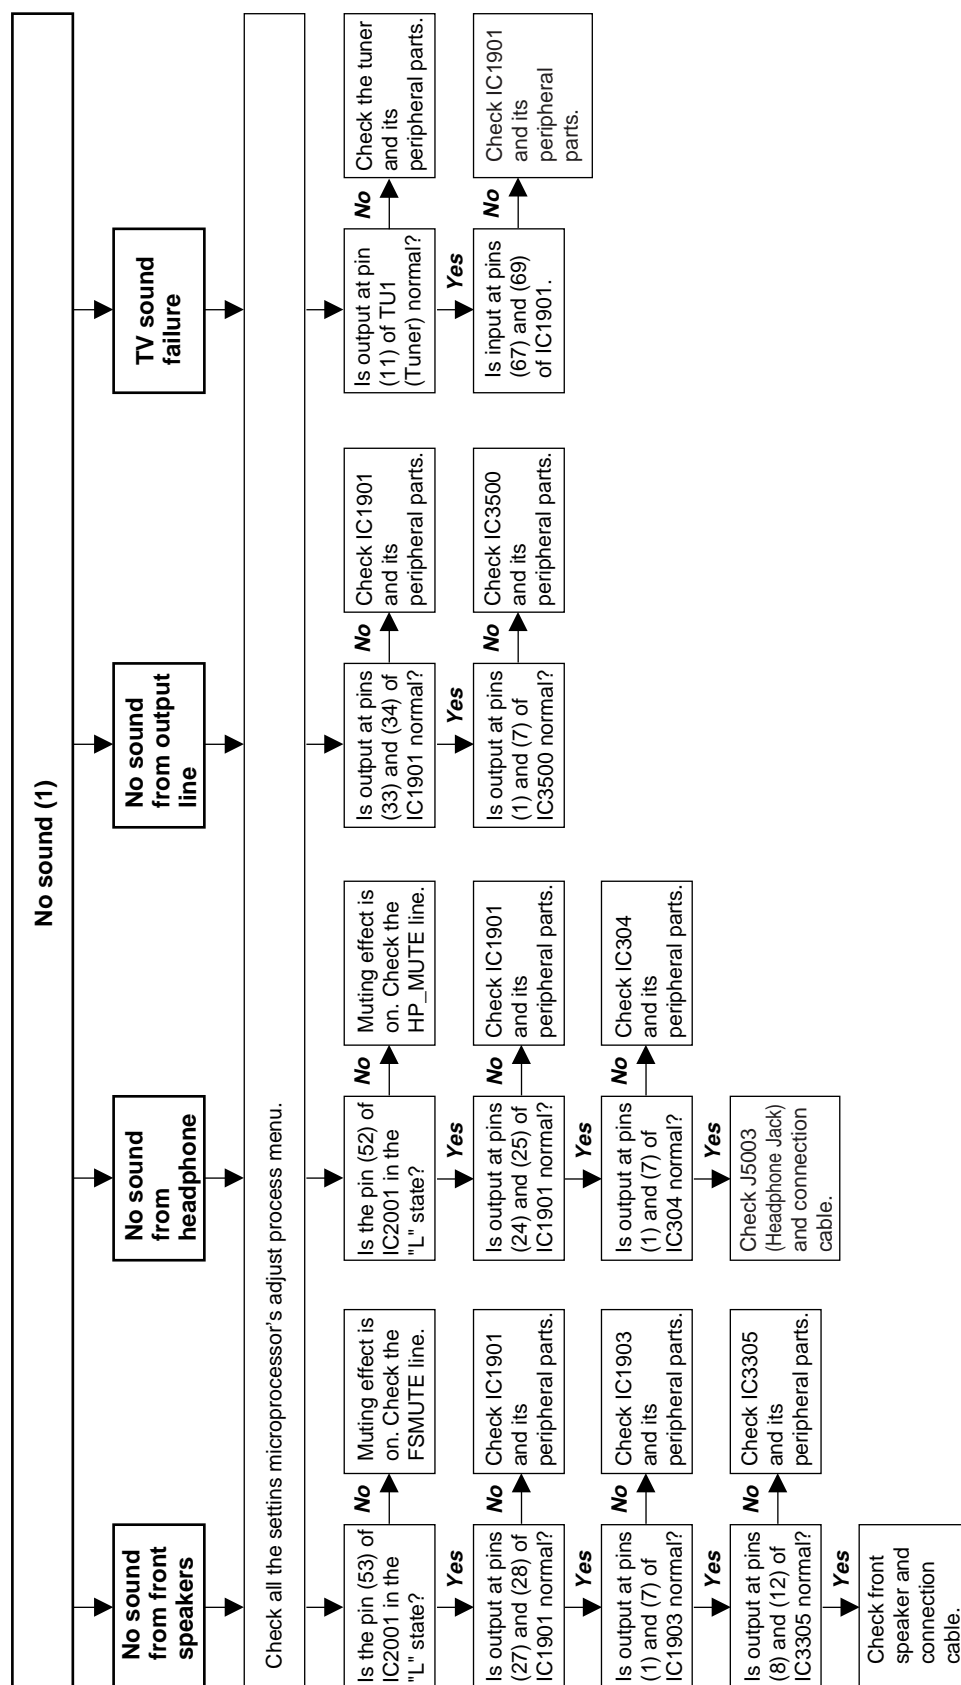 No sound (1)
No sound
from front
speakers
No sound
from
headphone
No sound
from output
line
TV sound
failure
Check all the settins microprocessor's adjust process menu.
Is the pin (53) of
IC2001 in the
"L" state?
No
Muting effect is
on. Check the
FSMUTE line.
Yes
Is output at pins
(27) and (28) of
IC1901 normal?
No
Check IC1901
and its
peripheral parts.
Yes
Is output at pins
(1) and (7) of
IC1903 normal?
No
Check IC1903
and its
peripheral parts.
Yes
Is output at pins
(8) and (12) of
IC3305 normal?
No
Check IC3305
and its
peripheral parts.
Yes
Check front
speaker and
connection
cable.
Is the pin (52) of
IC2001 in the
"L" state?
No
Muting effect is
on. Check the
HP_MUTE line.
Yes
Is output at pins
(24) and (25) of
IC1901 normal?
No
Check IC1901
and its
peripheral parts.
Yes
Is output at pins
(1) and (7) of
IC304 normal?
No
Check IC304
and its
peripheral parts.
Yes
Check J5003
(Headphone Jack)
and connection
cable.
Is output at pins
(33) and (34) of
IC1901 normal?
No
Check IC1901
and its
peripheral parts.
Yes
Is output at pins
(1) and (7) of
IC3500 normal?
No
Check IC3500
and its
peripheral parts.
Is output at pin
(11) of TU1
(Tuner) normal?
No
Check the tuner
and its
peripheral parts.
Yes
Is input at pins
(67) and (69)
of IC1901.
No
Check IC1901
and its
peripheral
parts.